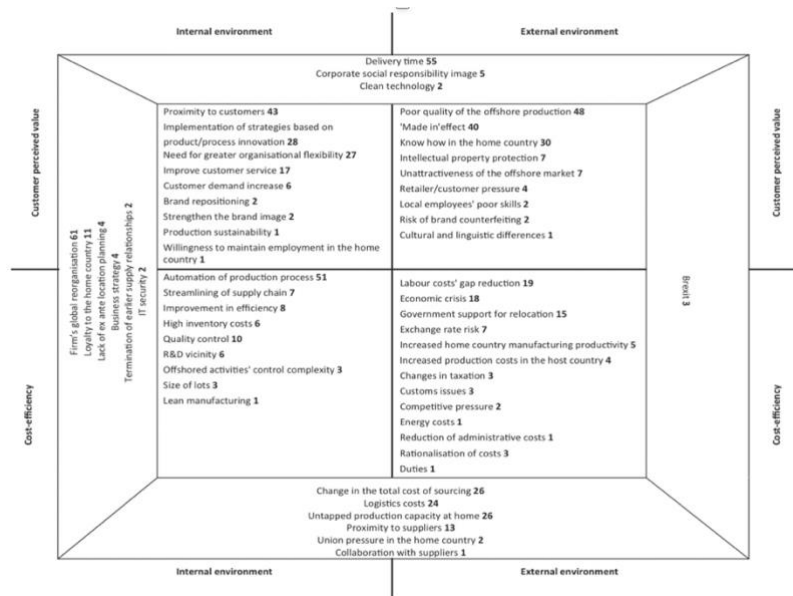 Internal environment
External environment
Delivery time 55
Corporate social responsibility image 5
Clean technology 2
Customer perceived value
Customer perceived value
Proximity to customers 43
Implementation of strategies based on
product/process innovation 28
Need for greater organisational flexibility 27
Improve customer service 17
Customer demand increase 6
Brand repositioning 2
Strengthen the brand image 2
Production sustainability 1
Willingness to maintain employment in the home
country 1
Poor quality of the offshore production 48
'Made in'effect 40
Know how in the home country 30
Intellectual property protection 7
Unattractiveness of the offshore market 7
Retailer/customer pressure 4
Local employees' poor skills 2
Risk of brand counterfeiting 2
Cultural and linguistic differences 1
Firm's global reorganisation 61
Loyalty to the home country 11
Lack of ex ante location planning 4
Business strategy 4
Termination of earlier supply relationships 2
IT security 2
Brexit 3
Automation of production process 51
Streamlining of supply chain 7
Improvement in efficiency 8
High inventory costs 6
Quality control 10
R&D vicinity 6
Offshored activities' control complexity 3
Size of lots 3
Lean manufacturing 1
Labour costs' gap reduction 19
Economic crisis 18
Government support for relocation 15
Exchange rate risk 7
Increased home country manufacturing productivity 5
Increased production costs in the host country 4
Changes in taxation 3
Customs issues 3
Competitive pressure 2
Energy costs 1
Reduction of administrative costs 1
Rationalisation of costs 3
Duties 1
Cost-efficiency
Cost-efficiency
Change in the total cost of sourcing 26
Logistics costs 24
Untapped production capacity at home 26
Proximity to suppliers 13
Union pressure in the home country 2
Collaboration with suppliers 1
Internal environment
External environment